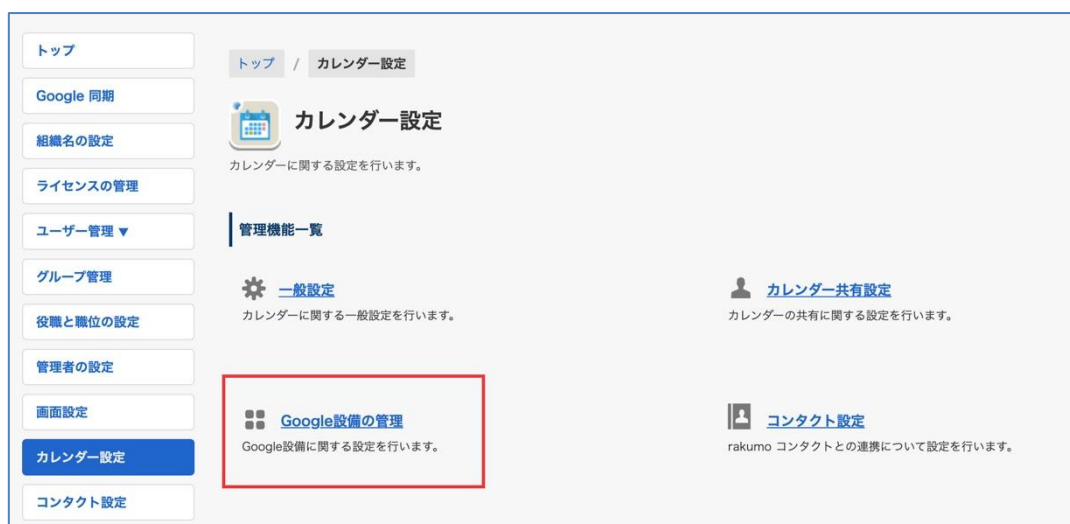 トップ
Google 同期
組織名の設定
ライセンスの管理
ユーザー管理 ▼
グループ管理
役職と職位の設定
管理者の設定
画面設定
カレンダー設定
コンタクト設定
トップ / カレンダー設定
カレンダー設定
カレンダーに関する設定を行います。
管理機能一覧
一般設定
カレンダーに関する一般設定を行います。
カレンダー共有設定
カレンダーの共有に関する設定を行います。
Google設備の管理
Google設備に関する設定を行います。
コンタクト設定
rakumo コンタクトとの連携について設定を行います。